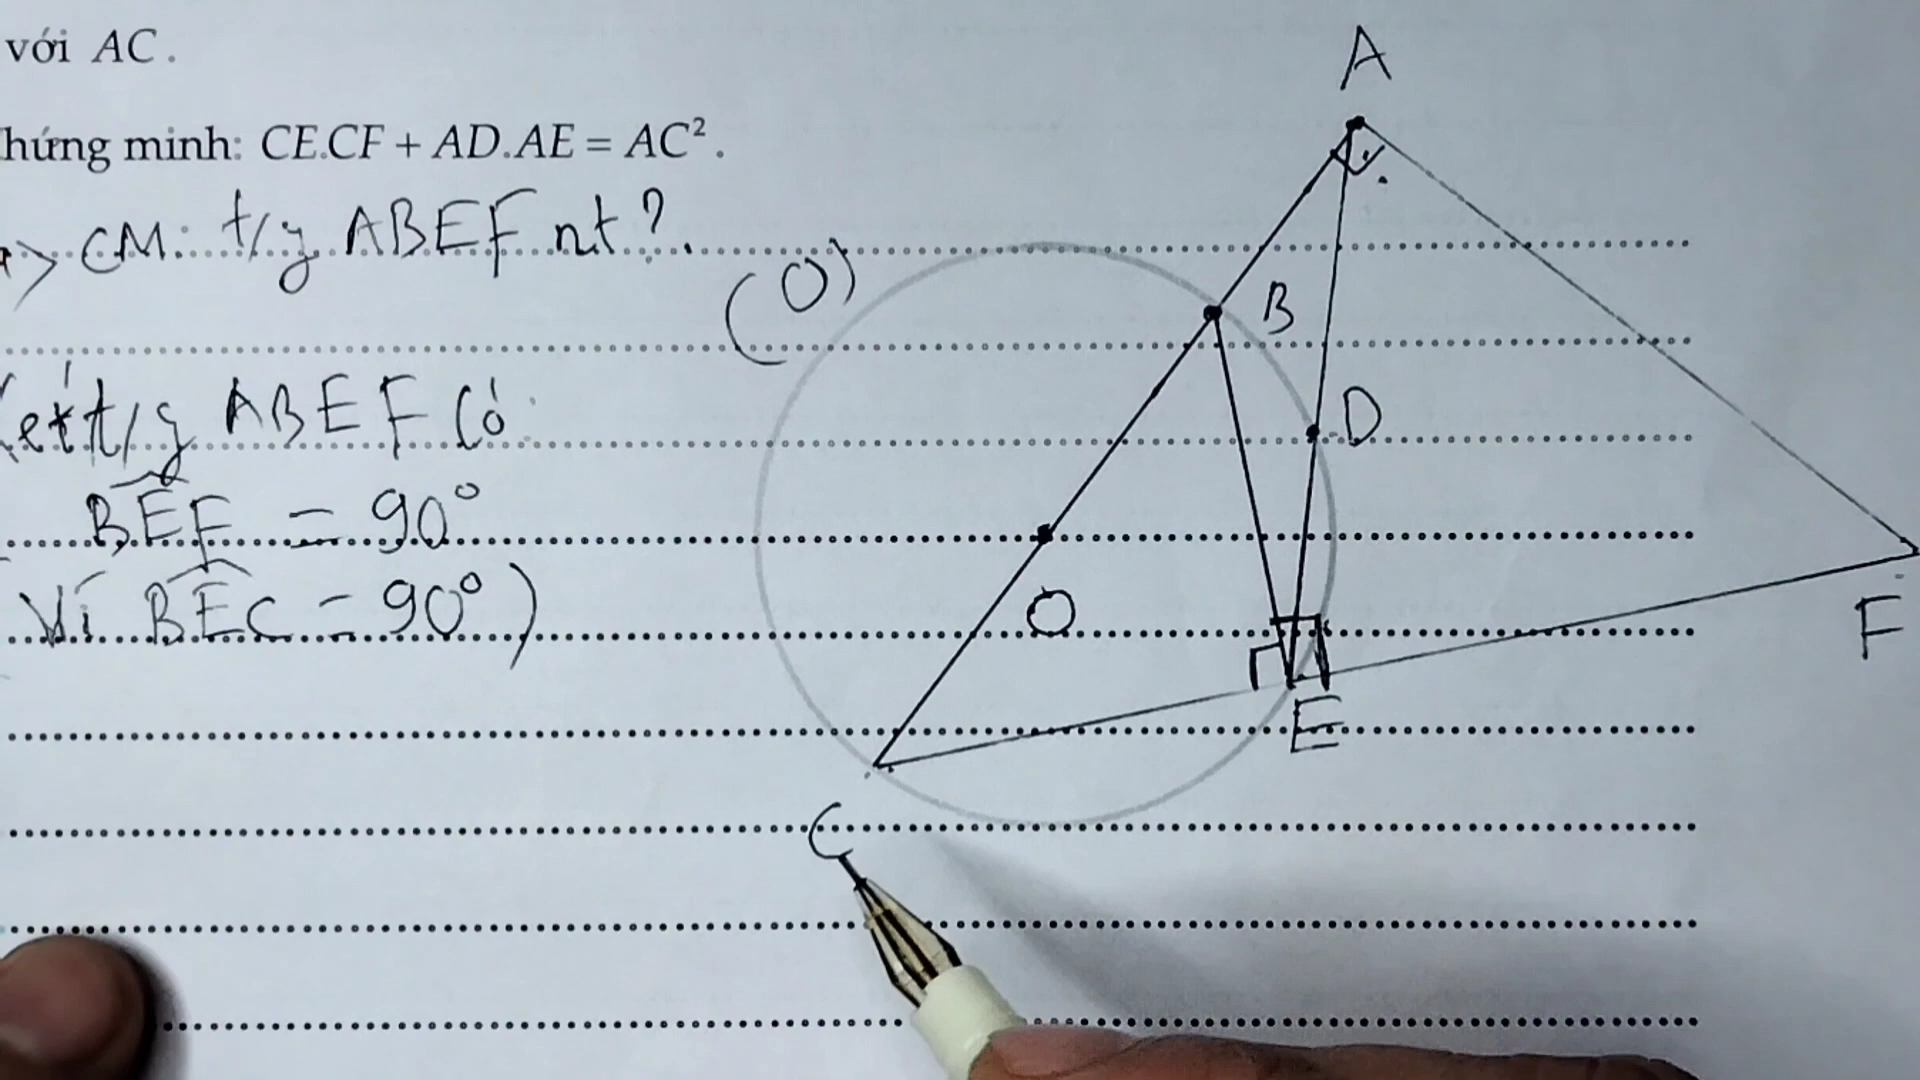 với AC.
hứng minh: CE.CF + AD.AE = AC².
> CM: t/g ABEF nt?
t/g ABEF có
BEF = 90°
Vì BEC = 90°)
(O)
A
B
D
O
E
F
C